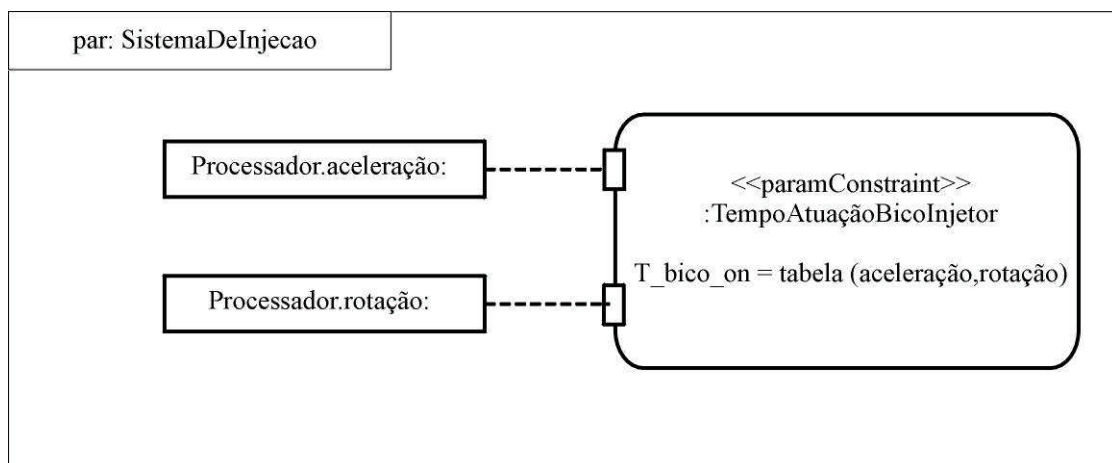 par: SistemaDeInjecao
Processador.aceleração:
<<paramConstraint>>
:TempoAtuaçãoBicoInjetor
T_bico_on = tabela (aceleração,rotação)
Processador.rotação: